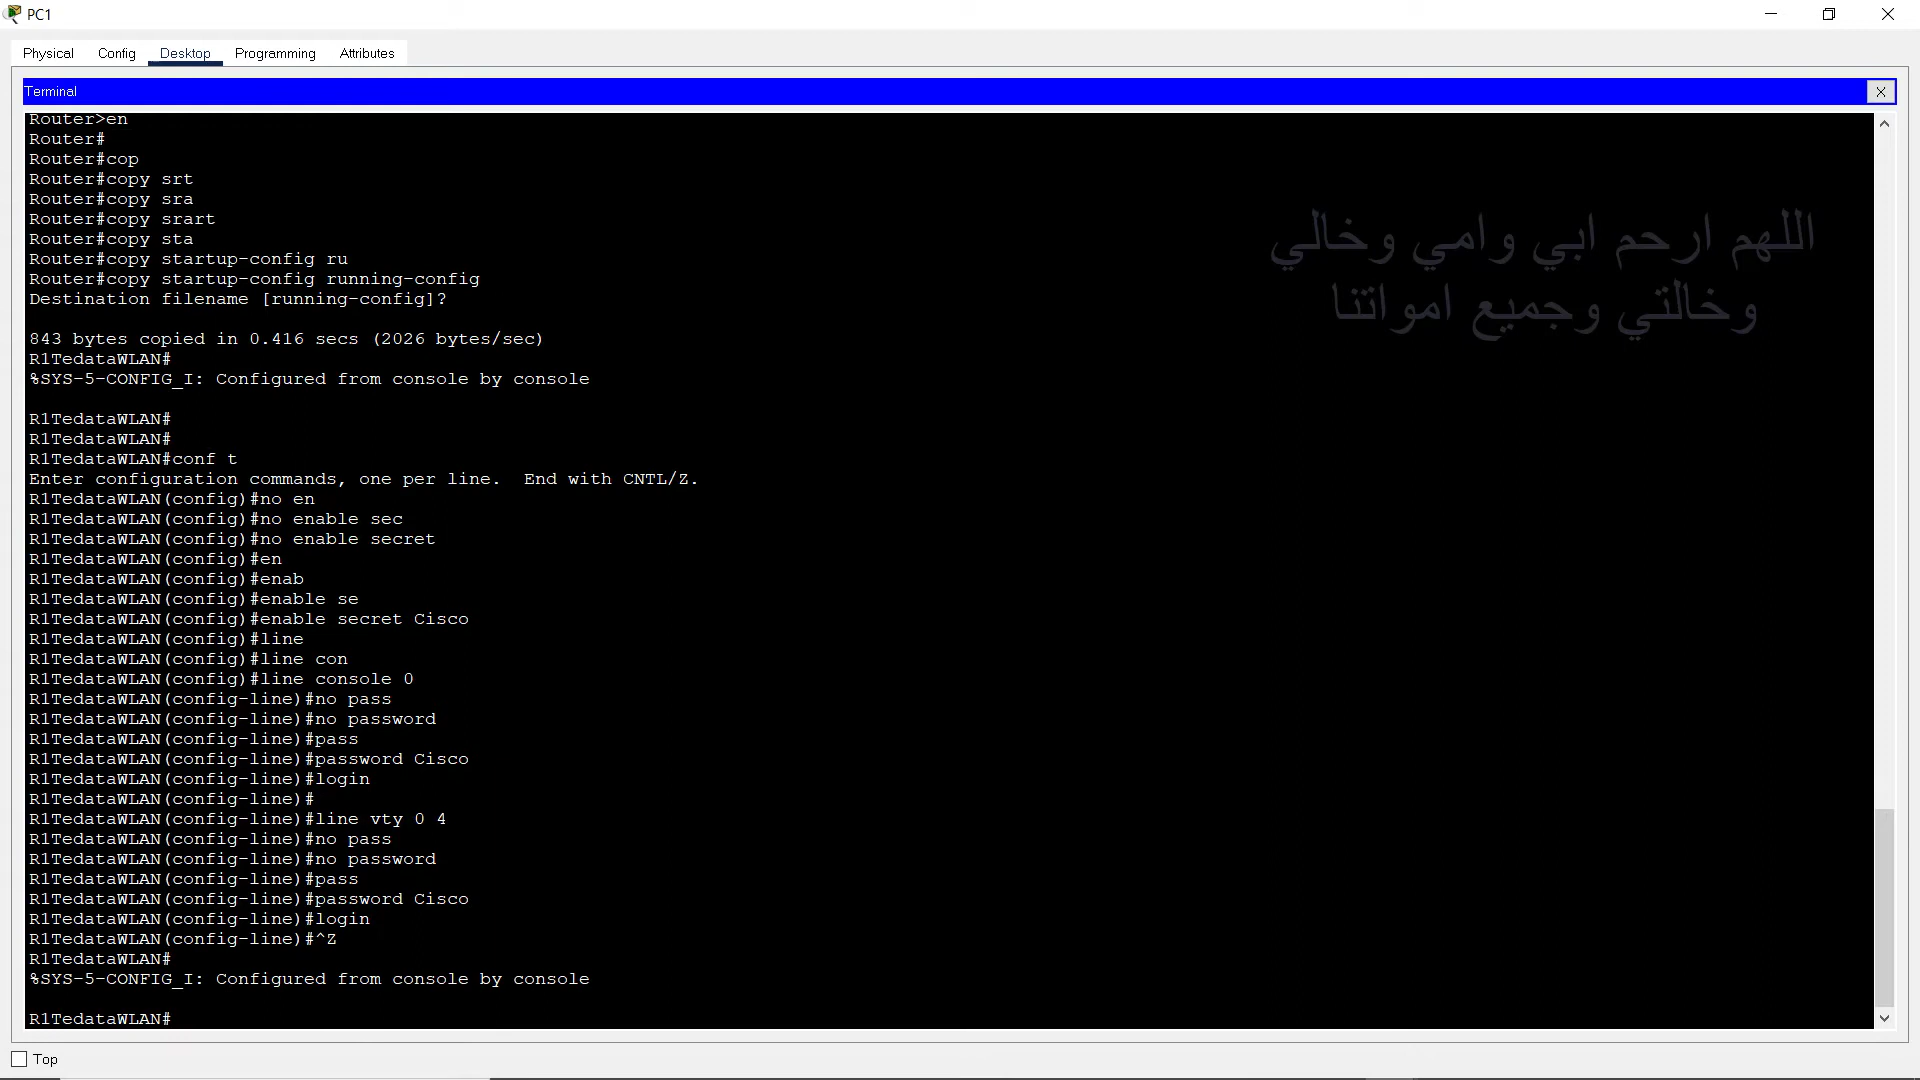 PC1
Physical Config Desktop Programming Attributes
Terminal X
Router>en
Router#
Router#cop
Router#copy srt
Router#copy sra
Router#copy srart
Router#copy sta
Router#copy startup-config ru
Router#copy startup-config running-config
Destination filename [running-config]?
843 bytes copied in 0.416 secs (2026 bytes/sec)
R1TedataWLAN#
%SYS-5-CONFIG_I: Configured from console by console
R1TedataWLAN#
R1TedataWLAN#
R1TedataWLAN#conf t
Enter configuration commands, one per line.  End with CNTL/Z.
R1TedataWLAN(config)#no en
R1TedataWLAN(config)#no enable sec
R1TedataWLAN(config)#no enable secret
R1TedataWLAN(config)#en
R1TedataWLAN(config)#enab
R1TedataWLAN(config)#enable se
R1TedataWLAN(config)#enable secret Cisco
R1TedataWLAN(config)#line
R1TedataWLAN(config)#line con
R1TedataWLAN(config)#line console 0
R1TedataWLAN(config-line)#no pass
R1TedataWLAN(config-line)#no password
R1TedataWLAN(config-line)#pass
R1TedataWLAN(config-line)#password Cisco
R1TedataWLAN(config-line)#login
R1TedataWLAN(config-line)#
R1TedataWLAN(config-line)#line vty 0 4
R1TedataWLAN(config-line)#no pass
R1TedataWLAN(config-line)#no password
R1TedataWLAN(config-line)#pass
R1TedataWLAN(config-line)#password Cisco
R1TedataWLAN(config-line)#login
R1TedataWLAN(config-line)#^Z
R1TedataWLAN#
%SYS-5-CONFIG_I: Configured from console by console
R1TedataWLAN#
اللهم ارحم ابي وامي وخالي
وخالتي وجميع امواتنا
Top